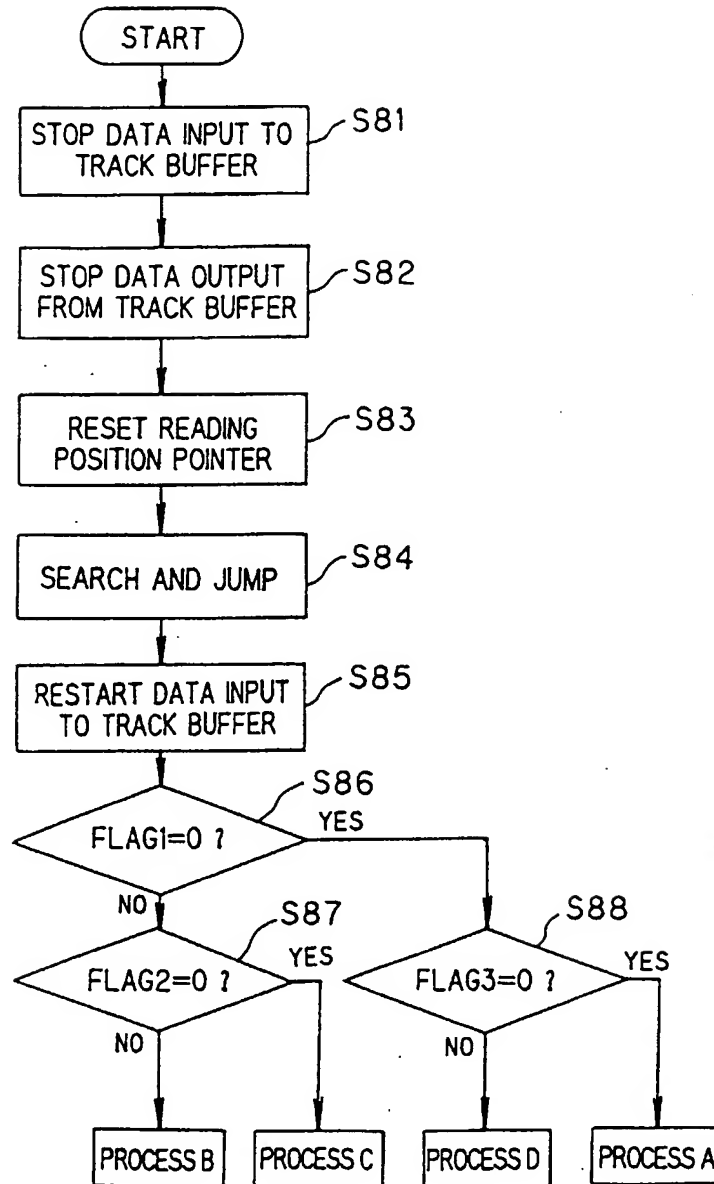 START
STOP DATA INPUT TO
TRACK BUFFER
S81
STOP DATA OUTPUT
FROM TRACK BUFFER
S82
RESET READING
POSITION POINTER
S83
SEARCH AND JUMP
S84
RESTART DATA INPUT
TO TRACK BUFFER
S85
S86
FLAG1=0 ?
YES
NO
S87
FLAG2=0 ?
YES
NO
S88
FLAG3=0 ?
YES
NO
PROCESS B
PROCESS C
PROCESS D
PROCESS A